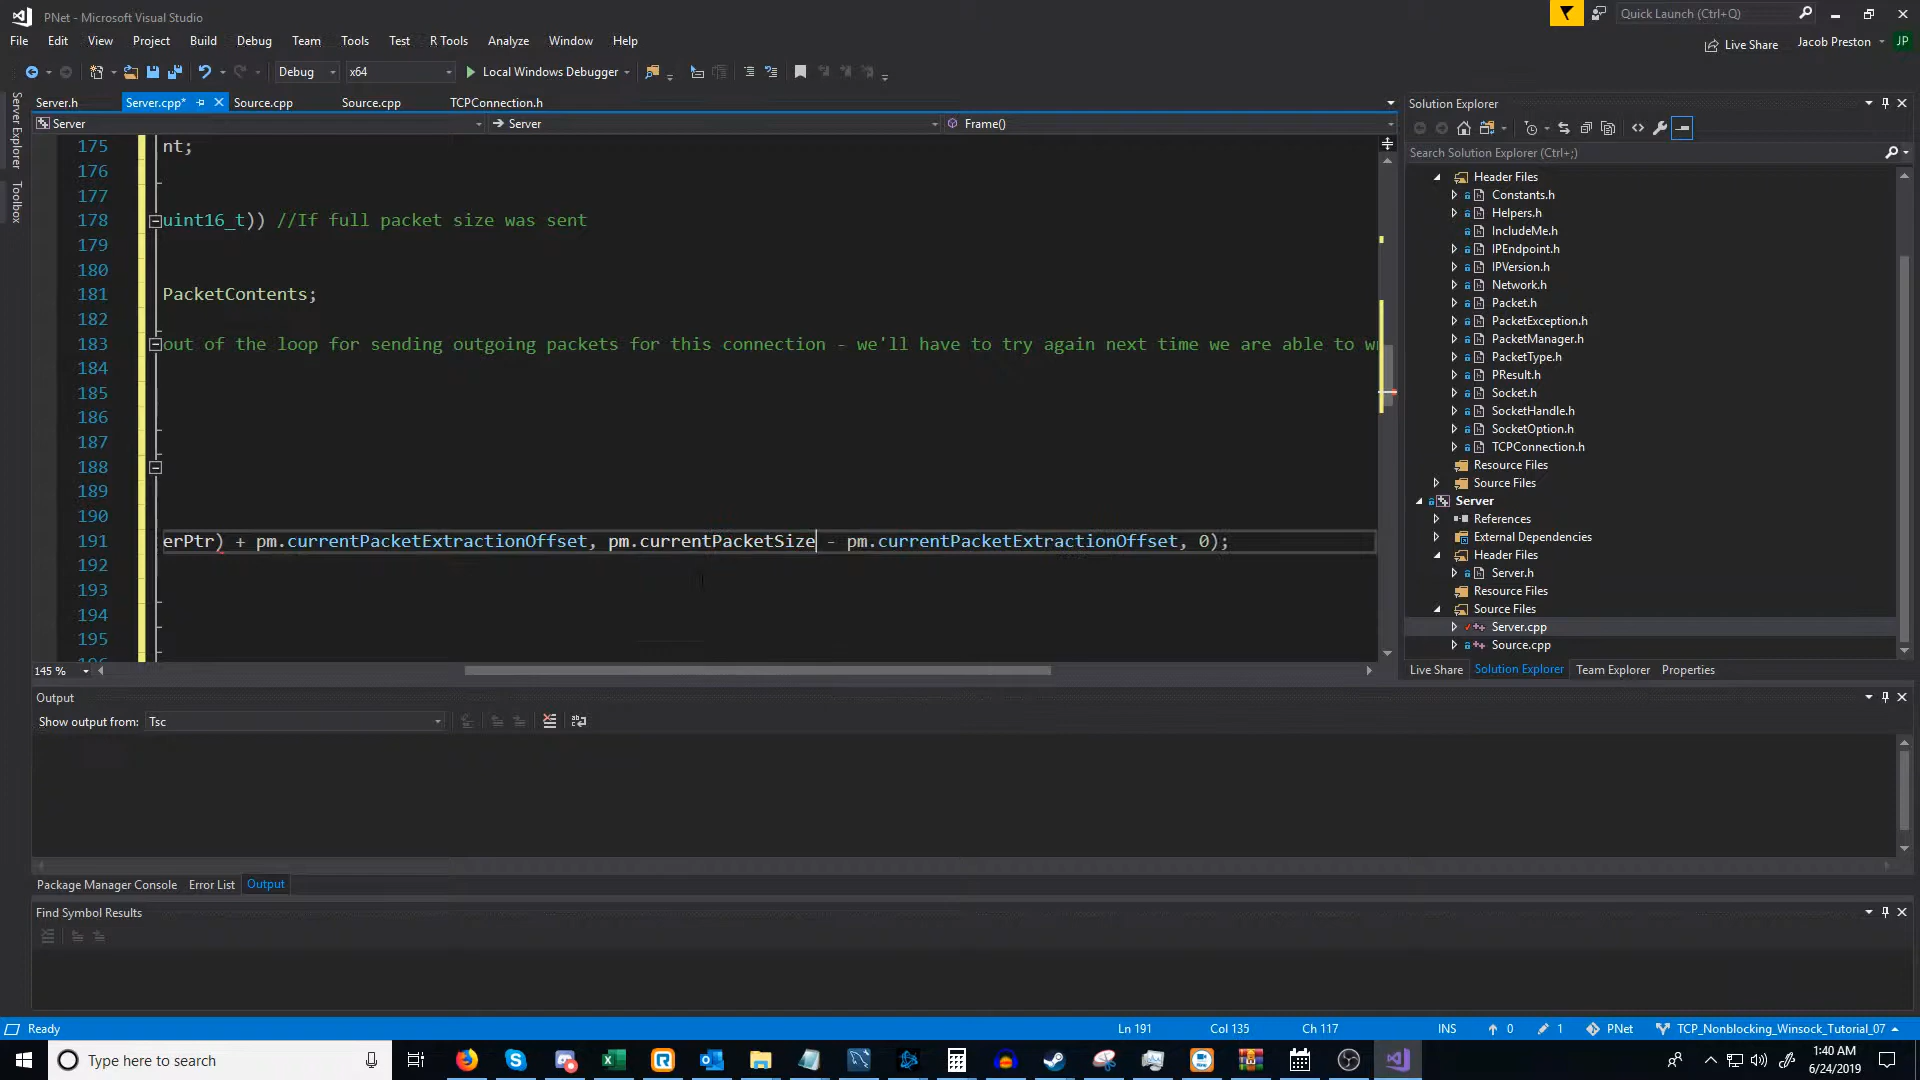 PNet - Microsoft Visual Studio
Quick Launch (Ctrl+Q)
File Edit View Project Build Debug Team Tools Test R Tools Analyze Window Help
Live Share
Jacob Preston
JP
Debug x64 Local Windows Debugger
Server Explorer
Toolbox
Server.h Server.cpp* Source.cpp Source.cpp TCPConnection.h
Server Server Frame()
175 nt;
176
177
178 uint16_t)) //If full packet size was sent
179
180
181 PacketContents;
182
183 out of the loop for sending outgoing packets for this connection - we'll have to try again next time we are able to w
184
185
186
187
188
189
190
191 erPtr) + pm.currentPacketExtractionOffset, pm.currentPacketSize - pm.currentPacketExtractionOffset, 0);
192
193
194
195
145 %
Solution Explorer
Search Solution Explorer (Ctrl+;)
Header Files
Constants.h
Helpers.h
IncludeMe.h
IPEndpoint.h
IPVersion.h
Network.h
Packet.h
PacketException.h
PacketManager.h
PacketType.h
PResult.h
Socket.h
SocketHandle.h
SocketOption.h
TCPConnection.h
Resource Files
Source Files
Server
References
External Dependencies
Header Files
Server.h
Resource Files
Source Files
Server.cpp
Source.cpp
Live Share Solution Explorer Team Explorer Properties
Output
Show output from: Tsc
Package Manager Console Error List Output
Find Symbol Results
Ready
Ln 191 Col 135 Ch 117 INS 0 1 PNet TCP_Nonblocking_Winsock_Tutorial_07
Type here to search
1:40 AM
6/24/2019